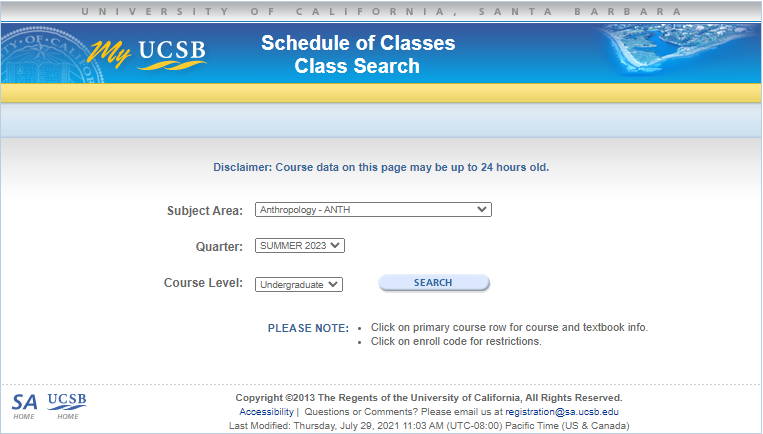 UNIVERSITY OF CALIFORNIA, SANTA BARBARA
My UCSB
Schedule of Classes
Class Search
Disclaimer: Course data on this page may be up to 24 hours old.
Subject Area: Anthropology - ANTH
Quarter: SUMMER 2023
Course Level: Undergraduate SEARCH
PLEASE NOTE: • Click on primary course row for course and textbook info.
• Click on enroll code for restrictions.
SA HOME UCSB HOME
Copyright ©2013 The Regents of the University of California, All Rights Reserved.
Accessibility | Questions or Comments? Please email us at registration@sa.ucsb.edu
Last Modified: Thursday, July 29, 2021 11:03 AM (UTC-08:00) Pacific Time (US & Canada)